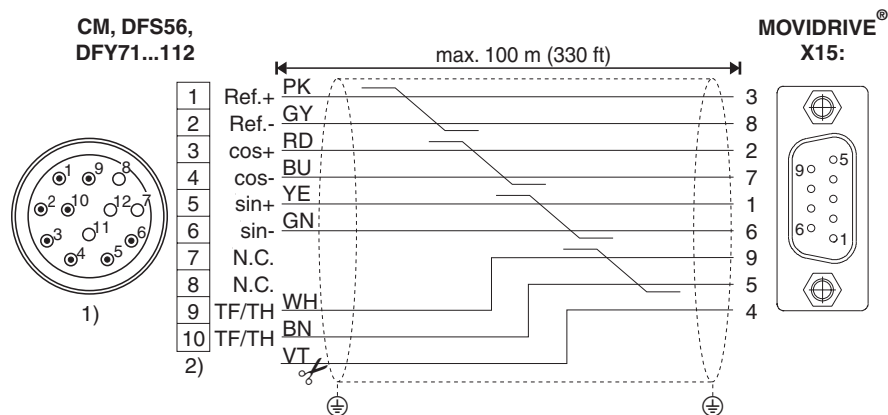 CM, DFS56,
DFY71...112
MOVIDRIVE®
X15:
max. 100 m (330 ft)
1 Ref.+ PK 3
2 Ref.- GY 8
3 cos+ RD 2
4 cos- BU 7
5 sin+ YE 1
6 sin- GN 6
7 N.C. 9
8 N.C. 5
9 TF/TH WH 4
10 TF/TH BN
VT
1 9 8
2 10 12 7
11
3 6
4 5
1)
2)
5
9
6
1